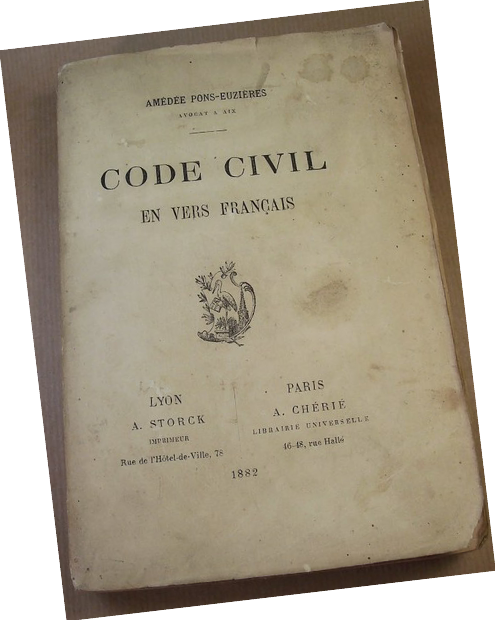 AMÉDÉE PONS-EUZIÈRES
AVOCAT A AIX
CODE CIVIL
EN VERS FRANÇAIS
LYON
A. STORCK
IMPRIMEUR
Rue de l'Hôtel-de-Ville, 78
PARIS
A. CHÉRIÉ
LIBRAIRIE UNIVERSELLE
46-48, rue Hallé
1882